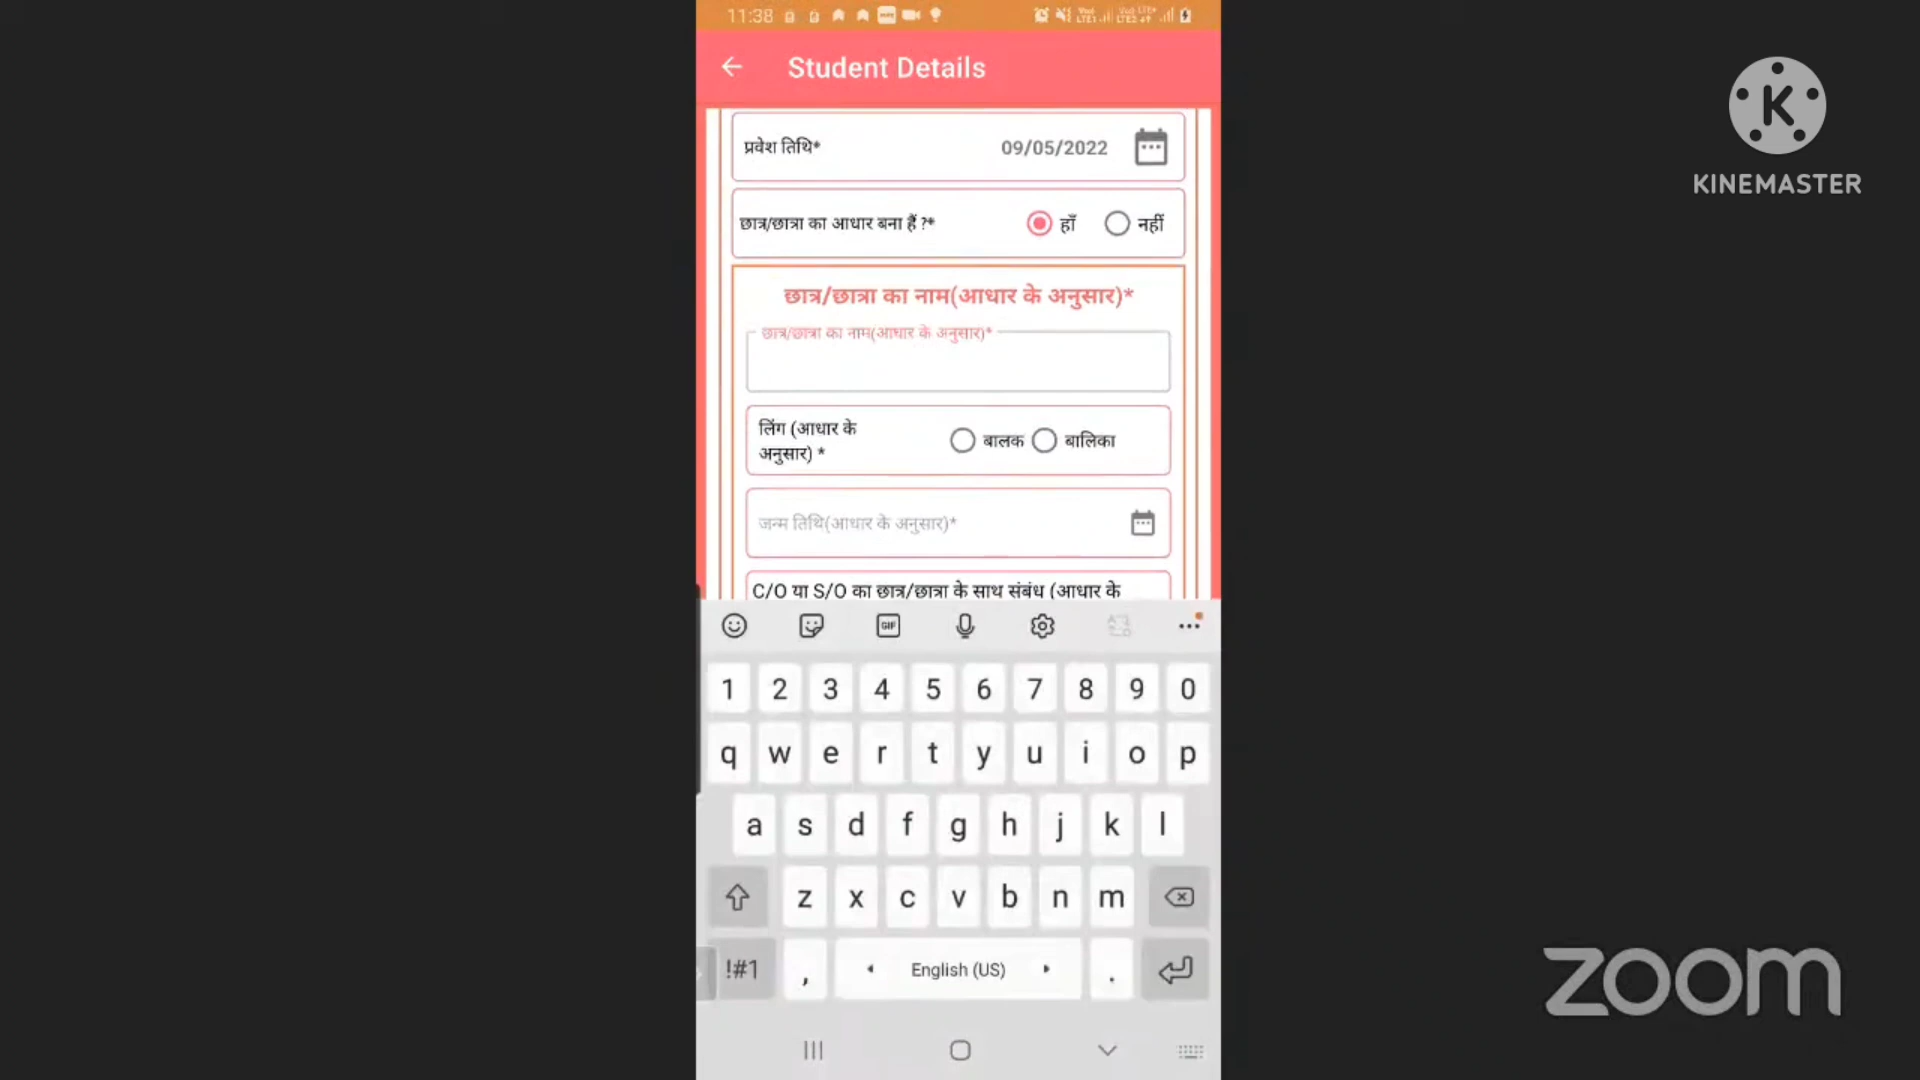 11:38
Student Details
प्रवेश तिथि* 09/05/2022
छात्र/छात्रा का आधार बना हैं ?* हाँ नहीं
छात्र/छात्रा का नाम(आधार के अनुसार)*
छात्र/छात्रा का नाम(आधार के अनुसार)*
लिंग (आधार के
अनुसार) * बालक बालिका
जन्म तिथि(आधार के अनुसार)*
C/O या S/O का छात्र/छात्रा के साथ संबंध (आधार के
GIF
1 2 3 4 5 6 7 8 9 0
q w e r t y u i o p
a s d f g h j k l
z x c v b n m
!#1 , English (US) .
K
KINEMASTER
zoom